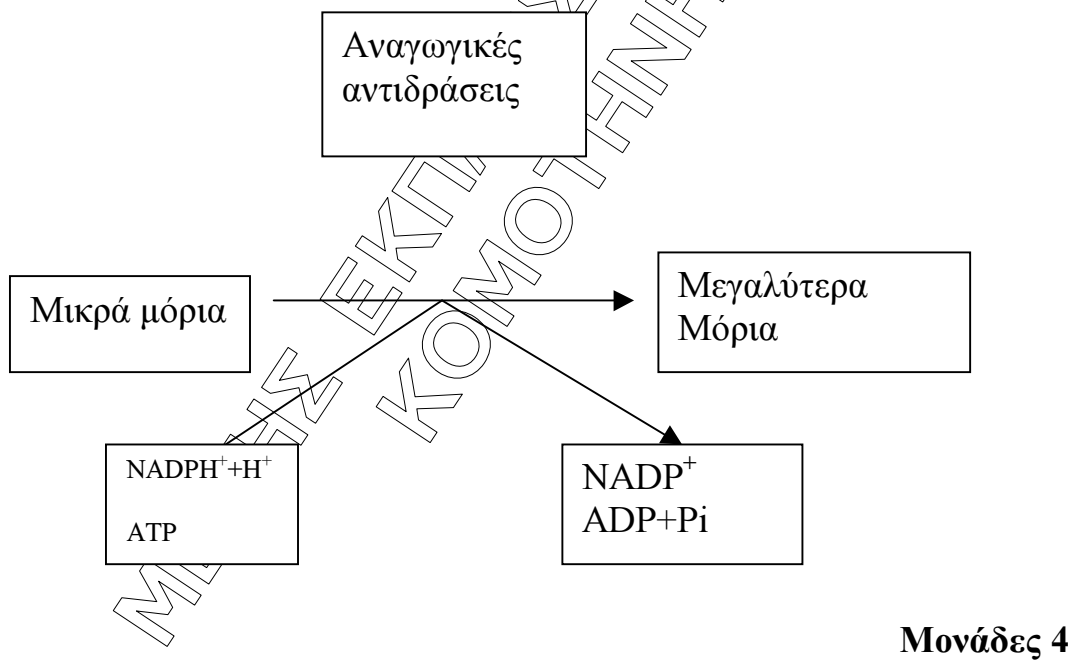 Αναγωγικές
αντιδράσεις
Μικρά μόρια
Μεγαλύτερα
Μόρια
NADPH⁺+H⁺
ATP
NADP⁺
ADP+Pi
Μονάδες 4